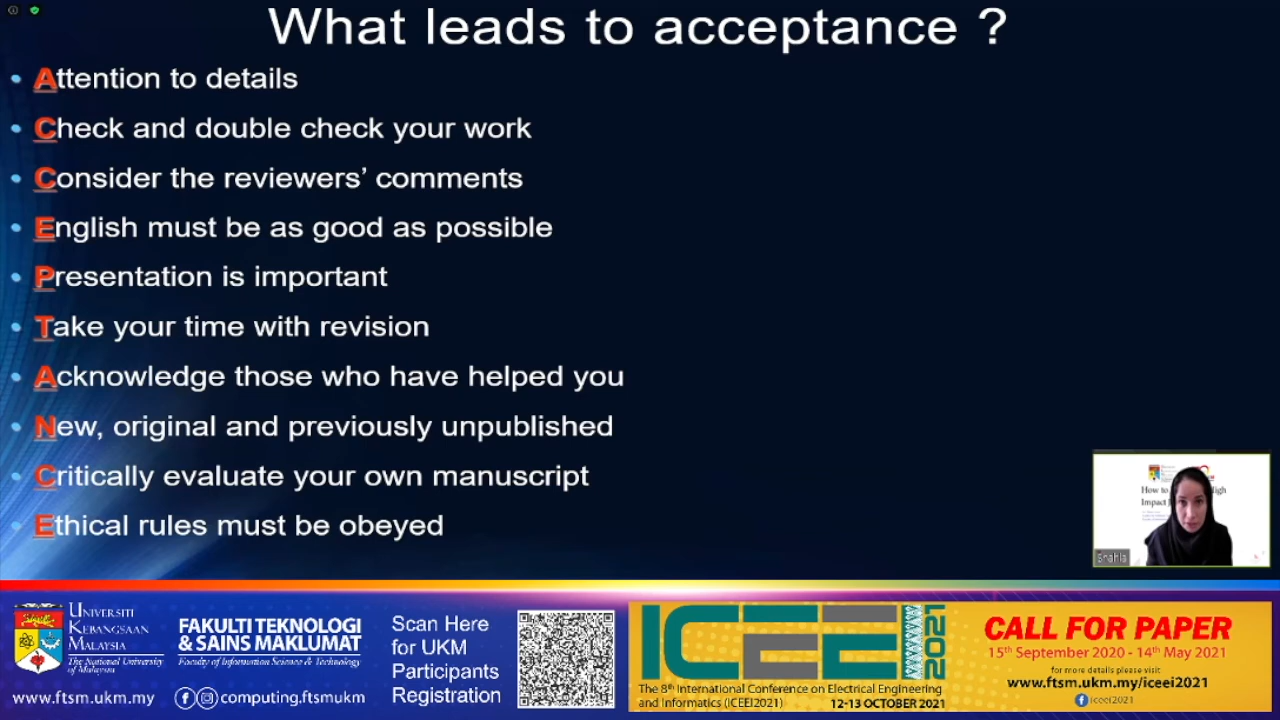 What leads to acceptance ?
• Attention to details
• Check and double check your work
• Consider the reviewers’ comments
• English must be as good as possible
• Presentation is important
• Take your time with revision
• Acknowledge those who have helped you
• New, original and previously unpublished
• Critically evaluate your own manuscript
• Ethical rules must be obeyed
How to
High
Impact
Shahla
UNIVERSITI
KEBANGSAAN
MALAYSIA
The National University
of Malaysia
FAKULTI TEKNOLOGI
& SAINS MAKLUMAT
Faculty of Information Science & Technology
www.ftsm.ukm.my
computing.ftsmukm
Scan Here
for UKM
Participants
Registration
ICEEI
2021
The 8th International Conference on Electrical Engineering
and Informatics (ICEEI2021)
12-13 OCTOBER 2021
CALL FOR PAPER
15th September 2020 - 14th May 2021
for more details please visit
www.ftsm.ukm.my/iceei2021
iceei2021